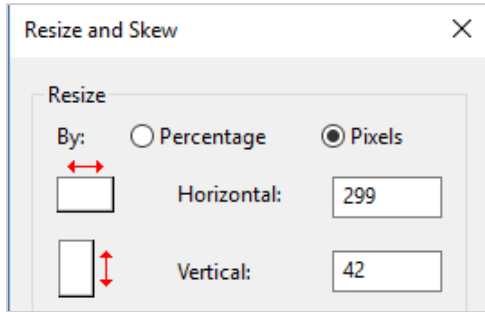 Resize and Skew
Resize
By: Percentage Pixels
Horizontal: 299
Vertical: 42